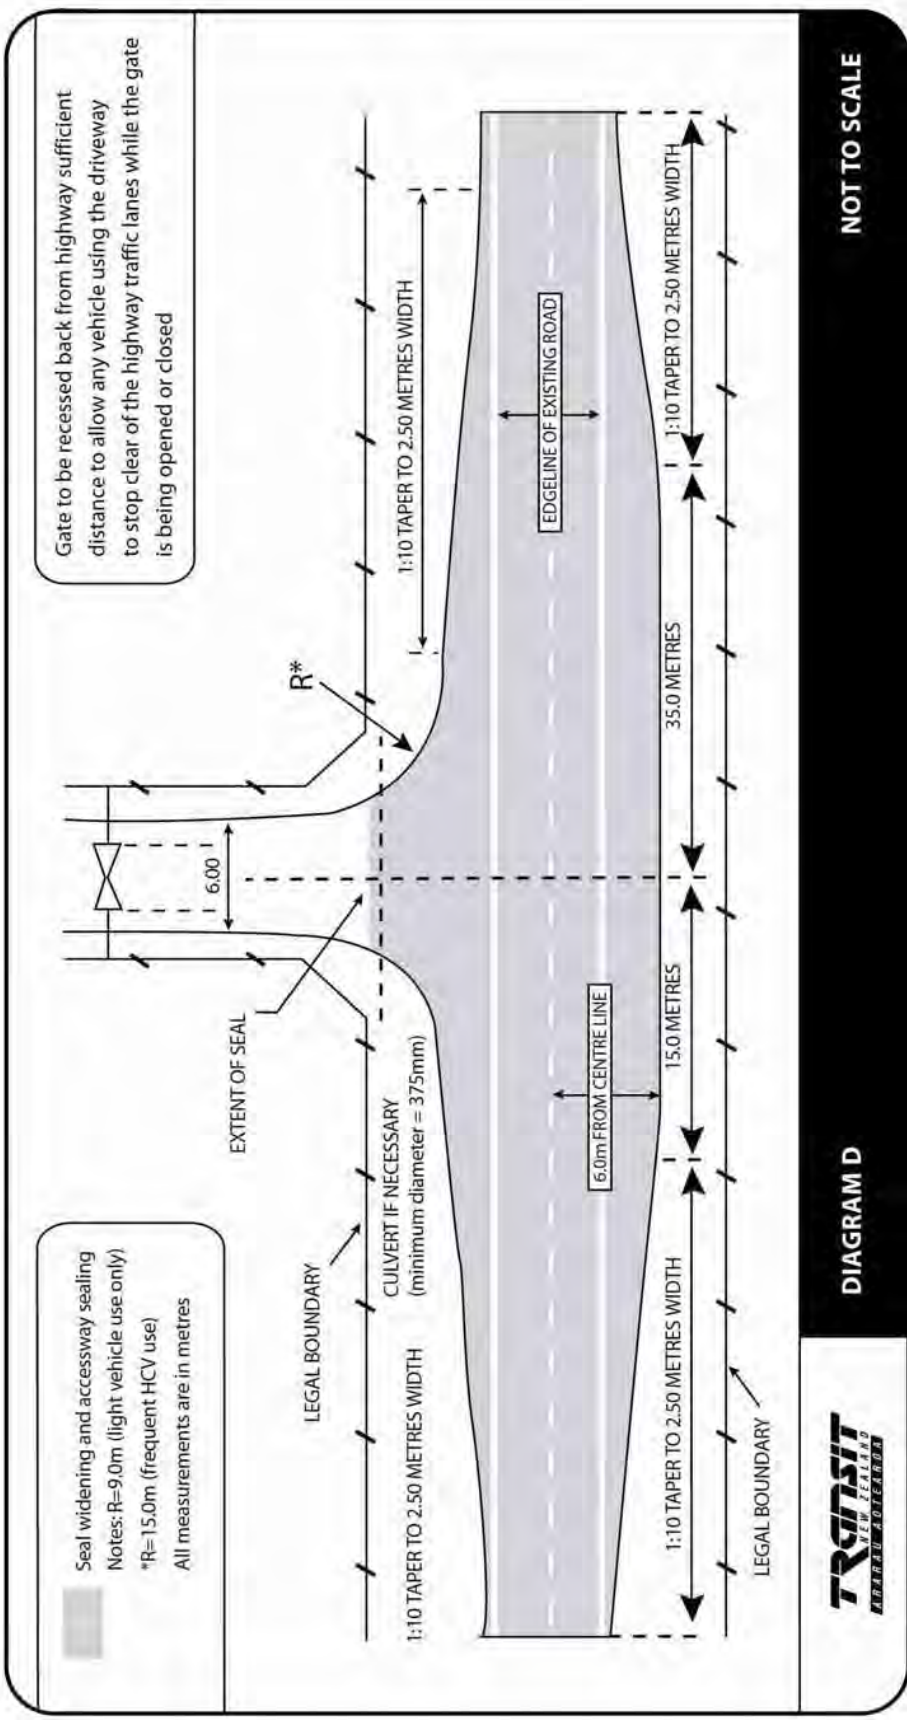 Seal widening and accessway sealing
Notes: R=9.0m (light vehicle use only)
*R=15.0m (frequent HCV use)
All measurements are in metres
Gate to be recessed back from highway sufficient
distance to allow any vehicle using the driveway
to stop clear of the highway traffic lanes while the gate
is being opened or closed
6.00
EXTENT OF SEAL
R*
LEGAL BOUNDARY
CULVERT IF NECESSARY
(minimum diameter = 375mm)
1:10 TAPER TO 2.50 METRES WIDTH
1:10 TAPER TO 2.50 METRES WIDTH
EDGELINE OF EXISTING ROAD
6.0m FROM CENTRE LINE
1:10 TAPER TO 2.50 METRES WIDTH
15.0 METRES
35.0 METRES
1:10 TAPER TO 2.50 METRES WIDTH
LEGAL BOUNDARY
TRANSIT
NEW ZEALAND
ARARAU AOTEAROA
DIAGRAM D
NOT TO SCALE